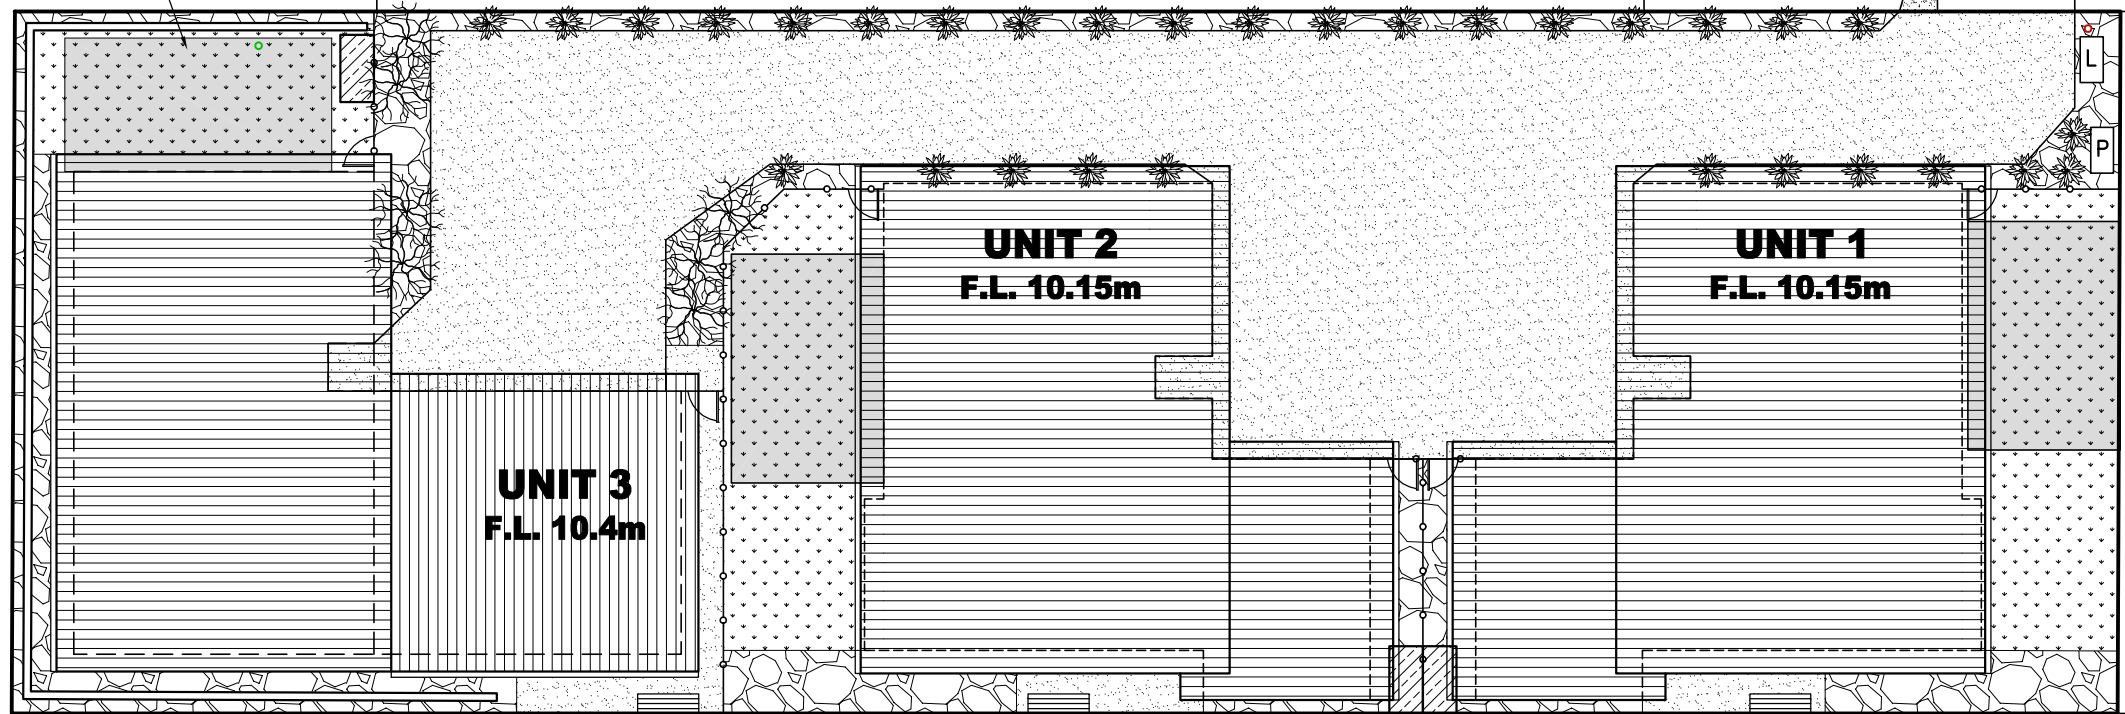 L
P
UNIT 2
F.L. 10.15m
UNIT 1
F.L. 10.15m
UNIT 3
F.L. 10.4m